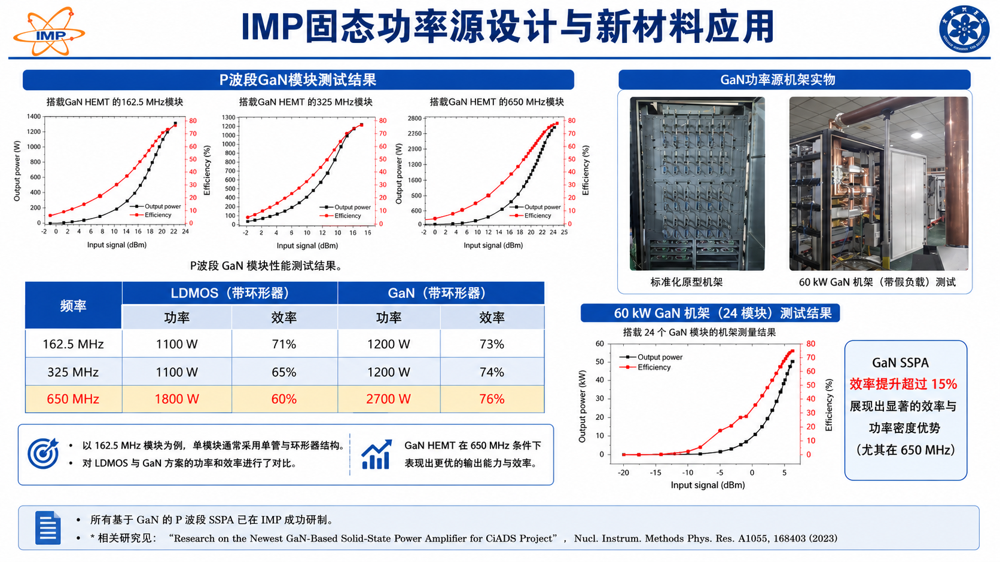 IMP
IMP固态功率源设计与新材料应用
P波段GaN模块测试结果
搭载GaN HEMT 的162.5 MHz模块
Output power (W)
1400
1200
1000
800
600
400
200
0
80
70
60
50
40
30
20
10
0
Efficiency (%)
Output power
Efficiency
-2 0 2 4 6 8 10 14 16 18 20 22 24
Input signal (dBm)
搭载GaN HEMT 的325 MHz模块
1300
1100
1000
900
800
700
600
500
400
200
100
0
80
70
60
50
40
30
20
10
0
Output power
Efficiency
-2 0 2 4 6 8 12 10 16 16
Input signal (dBm)
搭载GaN HEMT 的650 MHz模块
Output power (W)
2800
2600
2900
1200
1600
500
600
0
80
70
60
50
40
30
20
10
0
Efficiency (%)
Output power
Efficiency
-2 0 2 4 9 10 12 16 18 20 22 24 25
Input signal (dBm)
P波段 GaN 模块性能测试结果。
频率 LDMOS（带环形器） GaN（带环形器）
功率 效率 功率 效率
162.5 MHz 1100 W 71% 1200 W 73%
325 MHz 1100 W 65% 1200 W 74%
650 MHz 1800 W 60% 2700 W 76%
• 以 162.5 MHz 模块为例，单模块通常采用单管与环形器结构。
• 对 LDMOS 与 GaN 方案的功率和效率进行了对比。
GaN HEMT 在 650 MHz 条件下
表现出更优的输出能力与效率。
GaN功率源机架实物
标准化原型机架
60 kW GaN 机架（带假负载）测试
60 kW GaN 机架（24 模块）测试结果
搭载 24 个 GaN 模块的机架测量结果
Output power (kW)
60
50
40
30
20
10
0
Output power
Efficiency
80
70
60
50
40
30
20
10
0
Efficiency (%)
-20 -15 -10 -5 0 5
Input signal (dBm)
GaN SSPA
效率提升超过 15%
展现出显著的效率与
功率密度优势
（尤其在 650 MHz）
• 所有基于 GaN 的 P 波段 SSPA 已在 IMP 成功研制。
• * 相关研究见：“Research on the Newest GaN-Based Solid-State Power Amplifier for CiADS Project”，Nucl. Instrum. Methods Phys. Res. A1055, 168403 (2023)